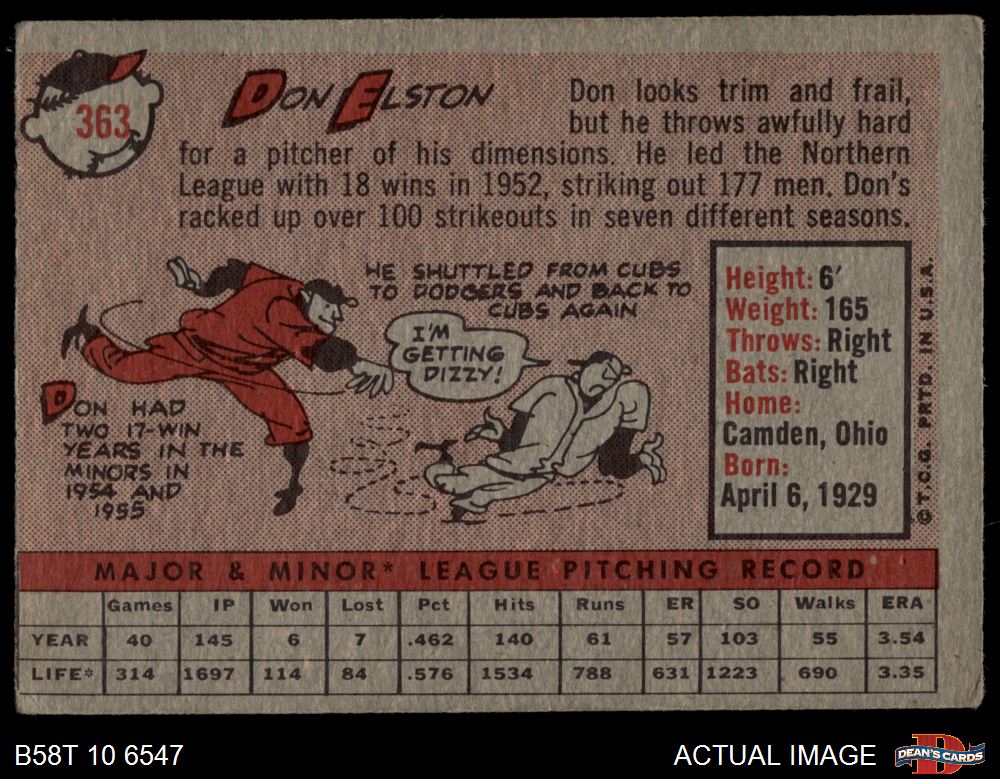 363
DON ELSTON
Don looks trim and frail,
but he throws awfully hard
for a pitcher of his dimensions. He led the Northern
League with 18 wins in 1952, striking out 177 men. Don's
racked up over 100 strikeouts in seven different seasons.
HE SHUTTLED FROM CUBS
TO DODGERS AND BACK TO
CUBS AGAIN
I'M
GETTING
DIZZY!
DON HAD
TWO 17-WIN
YEARS IN THE
MINORS IN
1954 AND
1955
Height: 6'
Weight: 165
Throws: Right
Bats: Right
Home:
Camden, Ohio
Born:
April 6, 1929
© T.C.G. PRTD. IN U.S.A.
MAJOR & MINOR* LEAGUE PITCHING RECORD
Games IP Won Lost Pct Hits Runs ER SO Walks ERA
YEAR 40 145 6 7 .462 140 61 57 103 55 3.54
LIFE* 314 1697 114 84 .576 1534 788 631 1223 690 3.35
B58T 10 6547
ACTUAL IMAGE
D
DEAN'S CARDS